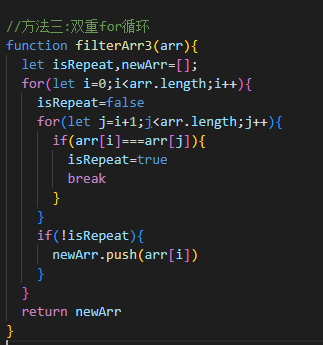 //方法三:双重for循环
function filterArr3(arr){
  let isRepeat,newArr=[];
  for(let i=0;i<arr.length;i++){
    isRepeat=false
    for(let j=i+1;j<arr.length;j++){
      if(arr[i]===arr[j]){
        isRepeat=true
        break
      }
    }
    if(!isRepeat){
      newArr.push(arr[i])
    }
  }
  return newArr
}